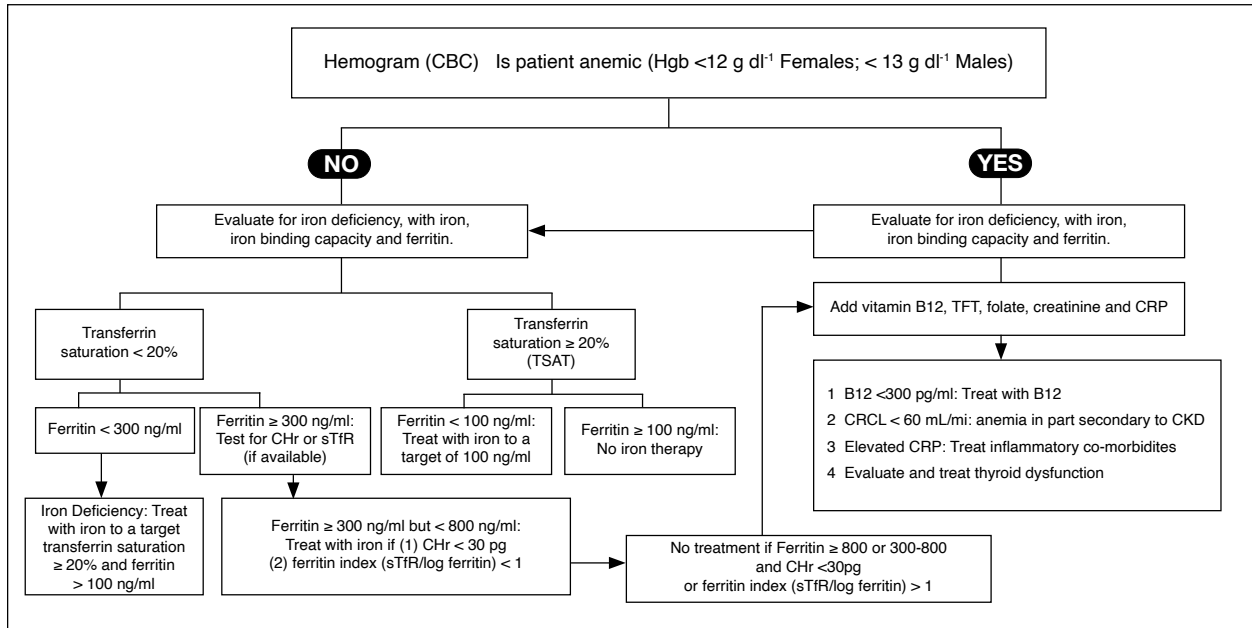 Hemogram (CBC) Is patient anemic (Hgb <12 g dl-1 Females; < 13 g dl-1 Males)
NO
YES
Evaluate for iron deficiency, with iron,
iron binding capacity and ferritin.
Evaluate for iron deficiency, with iron,
iron binding capacity and ferritin.
Add vitamin B12, TFT, folate, creatinine and CRP
Transferrin
saturation < 20%
Transferrin
saturation ≥ 20%
(TSAT)
1 B12 <300 pg/ml: Treat with B12
2 CRCL < 60 mL/mi: anemia in part secondary to CKD
3 Elevated CRP: Treat inflammatory co-morbidites
4 Evaluate and treat thyroid dysfunction
Ferritin < 300 ng/ml
Ferritin ≥ 300 ng/ml:
Test for CHr or sTfR
(if available)
Ferritin < 100 ng/ml:
Treat with iron to a
target of 100 ng/ml
Ferritin ≥ 100 ng/ml:
No iron therapy
Iron Deficiency: Treat
with iron to a target
transferrin saturation
≥ 20% and ferritin
> 100 ng/ml
Ferritin ≥ 300 ng/ml but < 800 ng/ml:
Treat with iron if (1) CHr < 30 pg
(2) ferritin index (sTfR/log ferritin) < 1
No treatment if Ferritin ≥ 800 or 300-800
and CHr <30pg
or ferritin index (sTfR/log ferritin) > 1